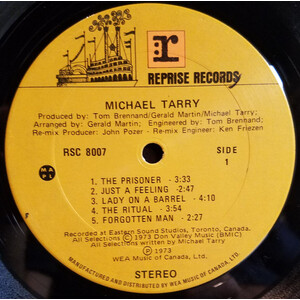 r
REPRISE RECORDS
MICHAEL TARRY
Produced by: Tom Brennand/Gerald Martin/Michael Tarry;
Arranged by: Gerald Martin; Engineered by: Tom Brennand;
Re-mix Producer: John Pozer - Re-mix Engineer: Ken Friezen
RSC 8007
SIDE
1
MAPL
1. THE PRISONER - 3:33
2. JUST A FEELING - 2:47
3. LADY ON A BARREL - 4:10
4. THE RITUAL - 3:54
5. FORGOTTEN MAN - 2:27
F
Recorded at Eastern Sound Studios, Toronto, Canada.
All Selections © 1973 Don Valley Music (BMIC)
All Selections written by Michael Tarry
℗ 1973
WEA Music of Canada, Ltd.
STEREO
MANUFACTURED AND DISTRIBUTED BY WEA MUSIC OF CANADA, LTD.